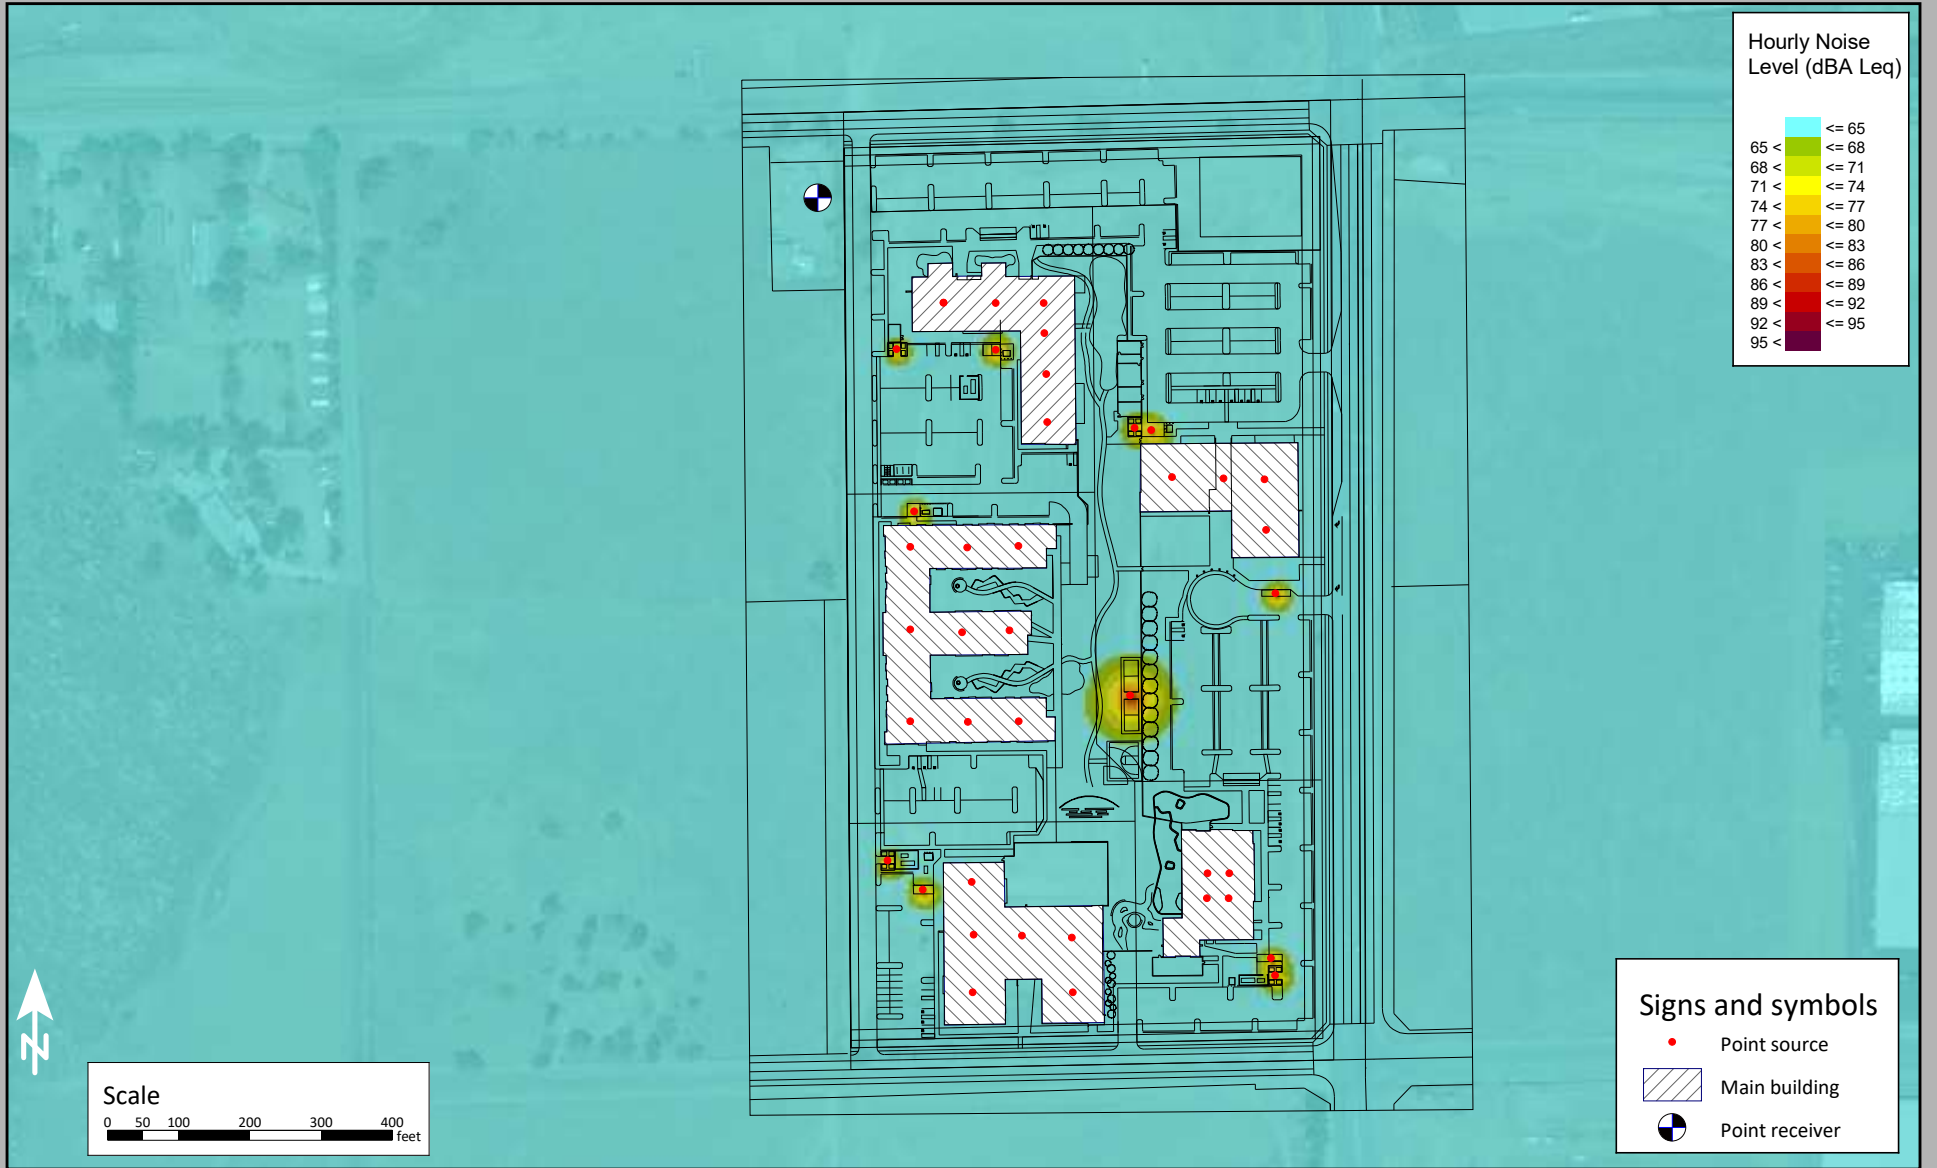 Hourly Noise
Level (dBA Leq)
<= 65
65 < <= 68
68 < <= 71
71 < <= 74
74 < <= 77
77 < <= 80
80 < <= 83
83 < <= 86
86 < <= 89
89 < <= 92
92 < <= 95
95 <
Signs and symbols
Point source
Main building
Point receiver
N
Scale
0 50 100 200 300 400
feet